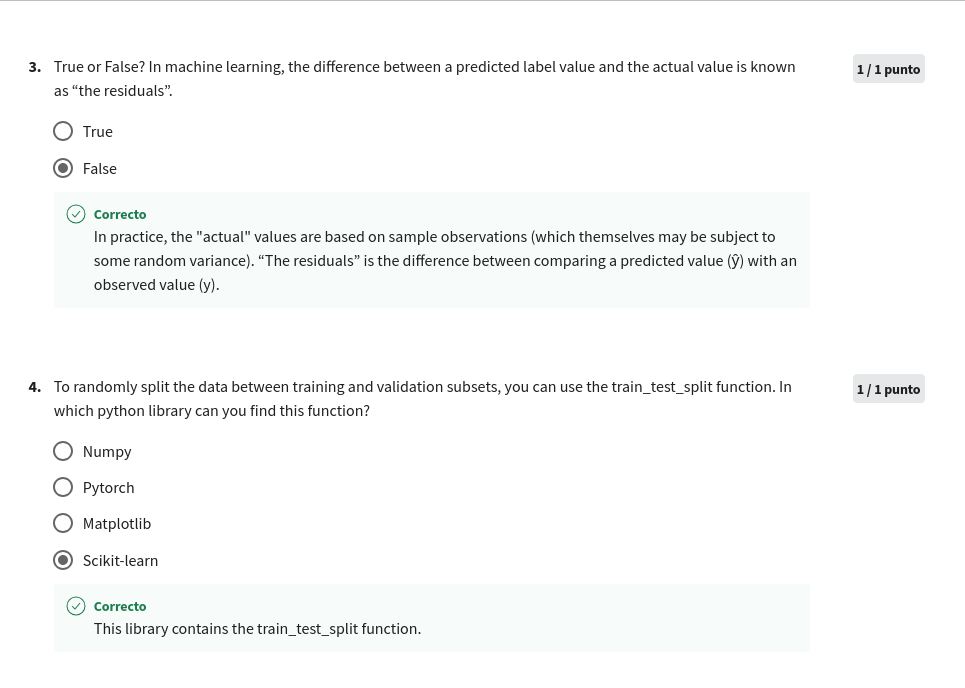 3. True or False? In machine learning, the difference between a predicted label value and the actual value is known
as “the residuals”.
1 / 1 punto
True
False
Correcto
In practice, the "actual" values are based on sample observations (which themselves may be subject to
some random variance). “The residuals” is the difference between comparing a predicted value (ŷ) with an
observed value (y).
4. To randomly split the data between training and validation subsets, you can use the train_test_split function. In
which python library can you find this function?
1 / 1 punto
Numpy
Pytorch
Matplotlib
Scikit-learn
Correcto
This library contains the train_test_split function.